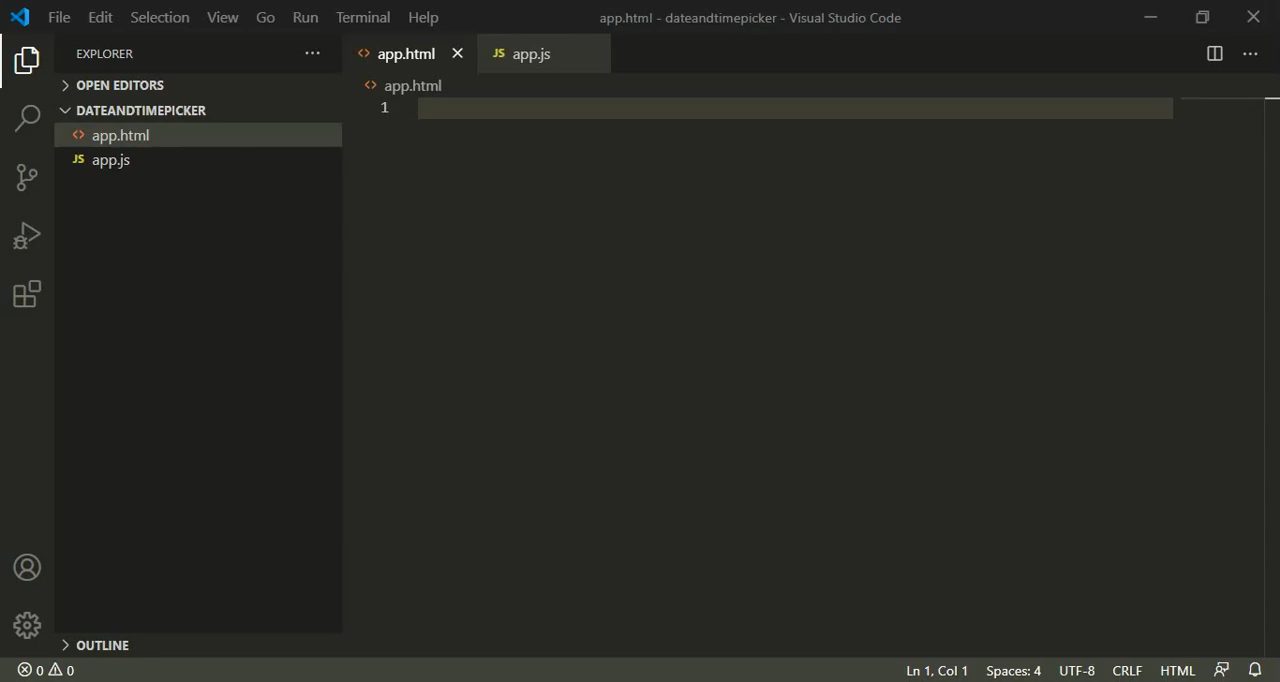 File Edit Selection View Go Run Terminal Help app.html - dateandtimepicker - Visual Studio Code
EXPLORER
OPEN EDITORS
DATEANDTIMEPICKER
app.html
JS app.js
OUTLINE
app.html JS app.js
app.html
1
0 0 Ln 1, Col 1 Spaces: 4 UTF-8 CRLF HTML